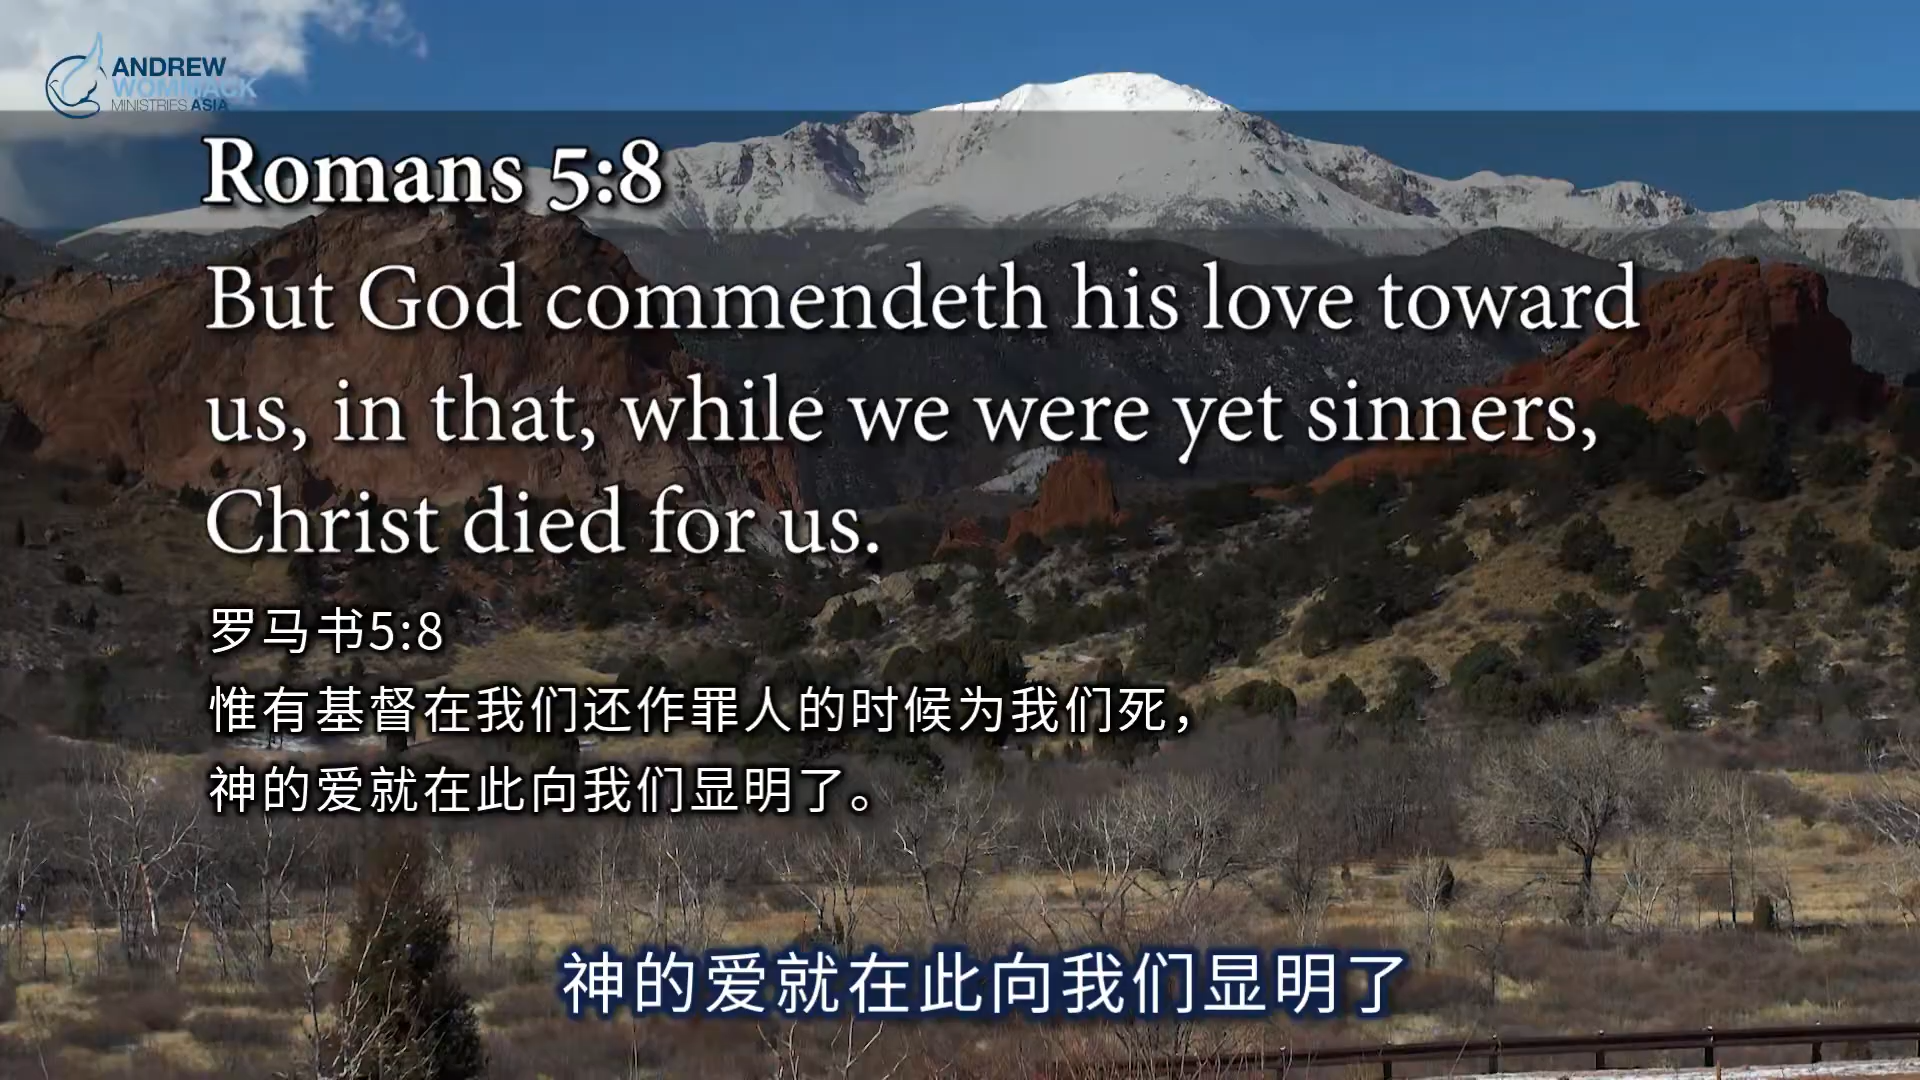 ANDREW
WOMMACK
MINISTRIES ASIA
Romans 5:8
But God commendeth his love toward
us, in that, while we were yet sinners,
Christ died for us.
罗马书5:8
惟有基督在我们还作罪人的时候为我们死，
神的爱就在此向我们显明了。
神的爱就在此向我们显明了